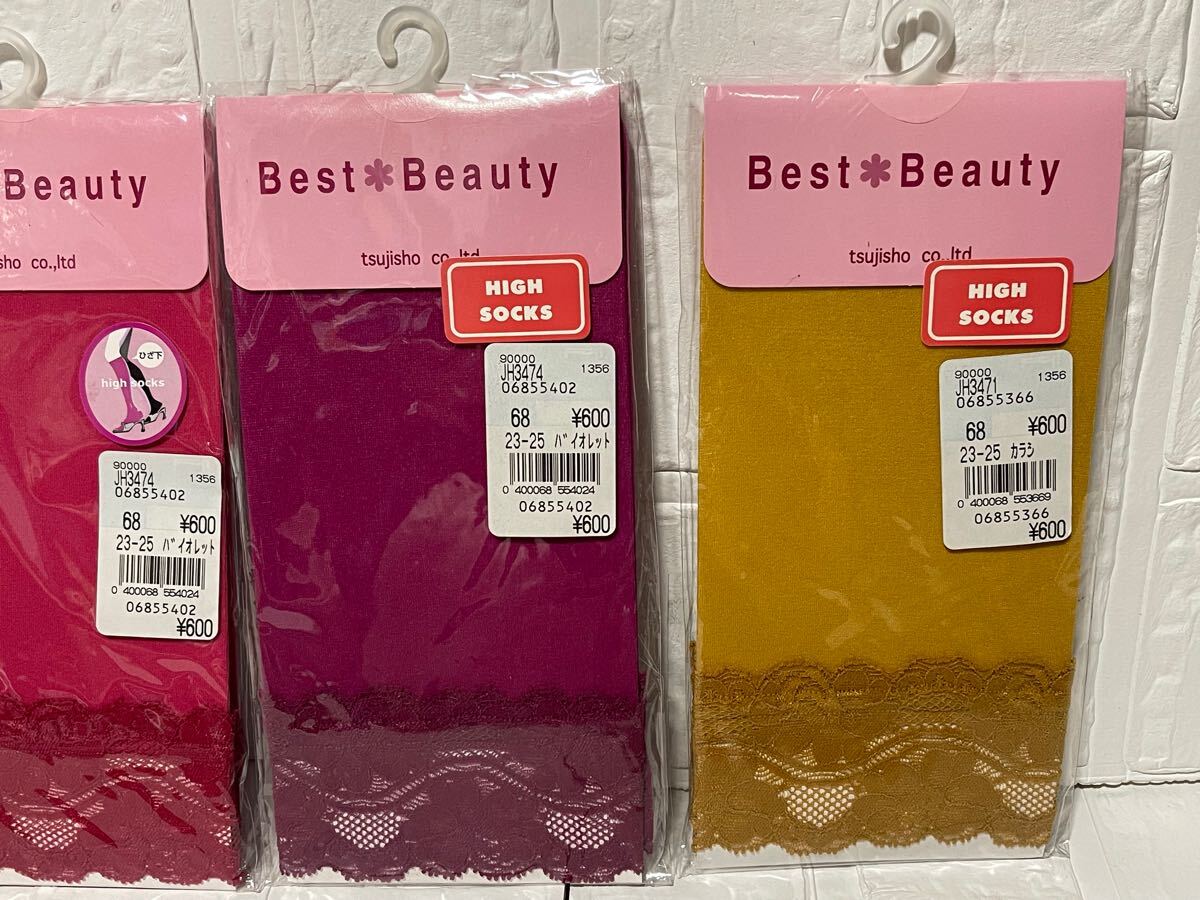 Beauty
sho co.,ltd
ひざ下
high socks
90000
JH3474 1356
06855402
68 ¥600
23-25 バイオレット
0 400068 554024
06855402
¥600
Best*Beauty
tsujisho co.,ltd
HIGH
SOCKS
90000
JH3474 1356
06855402
68 ¥600
23-25 バイオレット
0 400068 554024
06855402
¥600
Best*Beauty
tsujisho co.,ltd
HIGH
SOCKS
90000
JH3471 1356
06855366
68 ¥600
23-25 カラシ
0 400068 553669
06855366
¥600